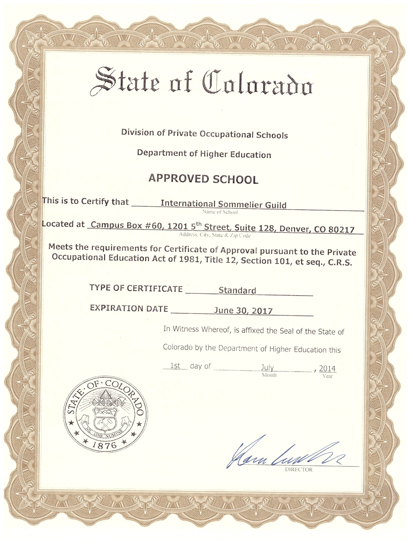 State of Colorado
Division of Private Occupational Schools
Department of Higher Education
APPROVED SCHOOL
This is to Certify that International Sommelier Guild
Name of School
Located at Campus Box #60, 1201 5th Street, Suite 128, Denver, CO 80217
Address, City, State, & Zip Code
Meets the requirements for Certificate of Approval pursuant to the Private
Occupational Education Act of 1981, Title 12, Section 101, et seq., C.R.S.
TYPE OF CERTIFICATE Standard
EXPIRATION DATE June 30, 2017
In Witness Whereof, is affixed the Seal of the State of
Colorado by the Department of Higher Education this
1st day of July, 2014
Month Year
STATE OF COLORADO
1876
DIRECTOR